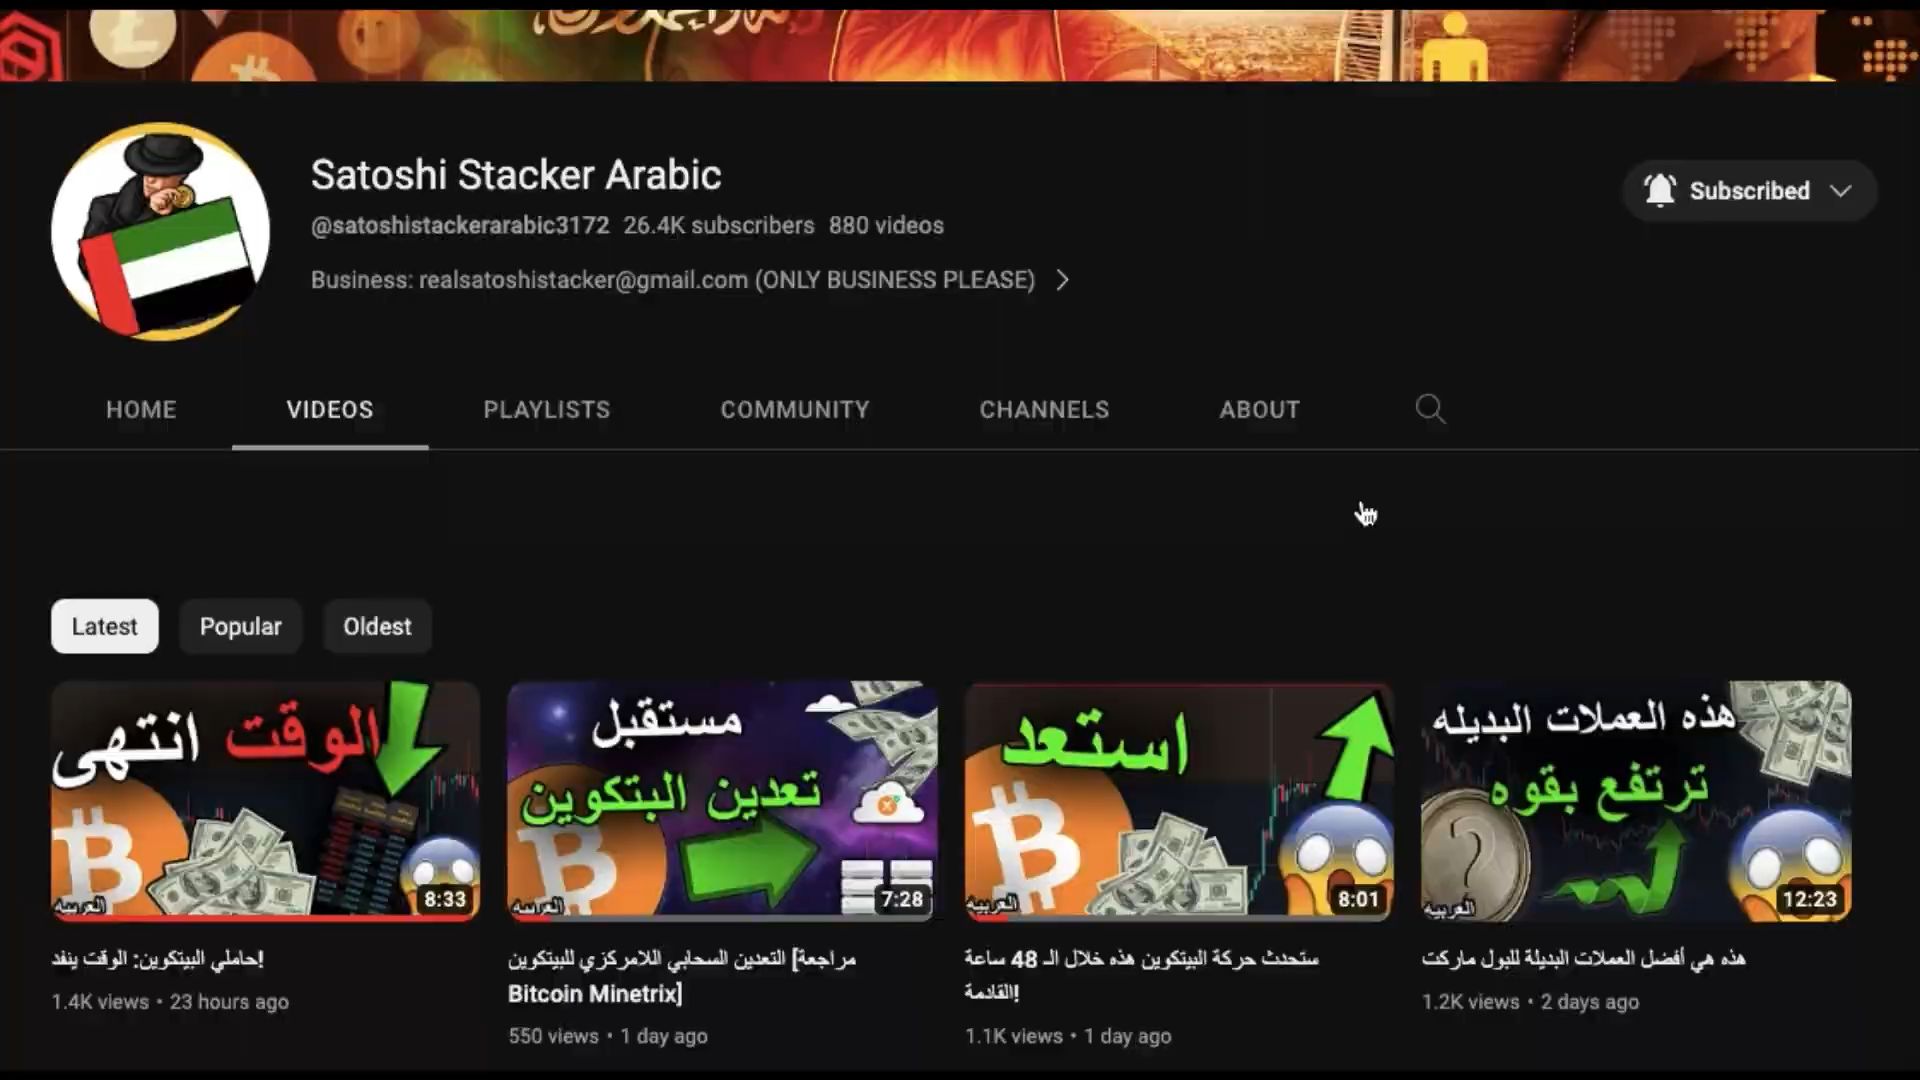 Satoshi Stacker Arabic
@satoshistackerarabic3172 26.4K subscribers 880 videos
Business: realsatoshistacker@gmail.com (ONLY BUSINESS PLEASE)
Subscribed
HOME VIDEOS PLAYLISTS COMMUNITY CHANNELS ABOUT
Latest Popular Oldest
الوقت انتهى
العربيه
8:33
مستقبل
تعدين البتكوين
العربيه
7:28
استعد
العربيه
8:01
هذه العملات البديله
ترتفع بقوه
العربيه
12:23
حاملي البيتكوين: الوقت ينفد!
1.4K views • 23 hours ago
مراجعة] التعدين السحابي اللامركزي للبيتكوين
Bitcoin Minetrix]
550 views • 1 day ago
ستحدث حركة البيتكوين هذه خلال الـ 48 ساعة
القادمة!
1.1K views • 1 day ago
هذه هي أفضل العملات البديلة للبول ماركت
1.2K views • 2 days ago